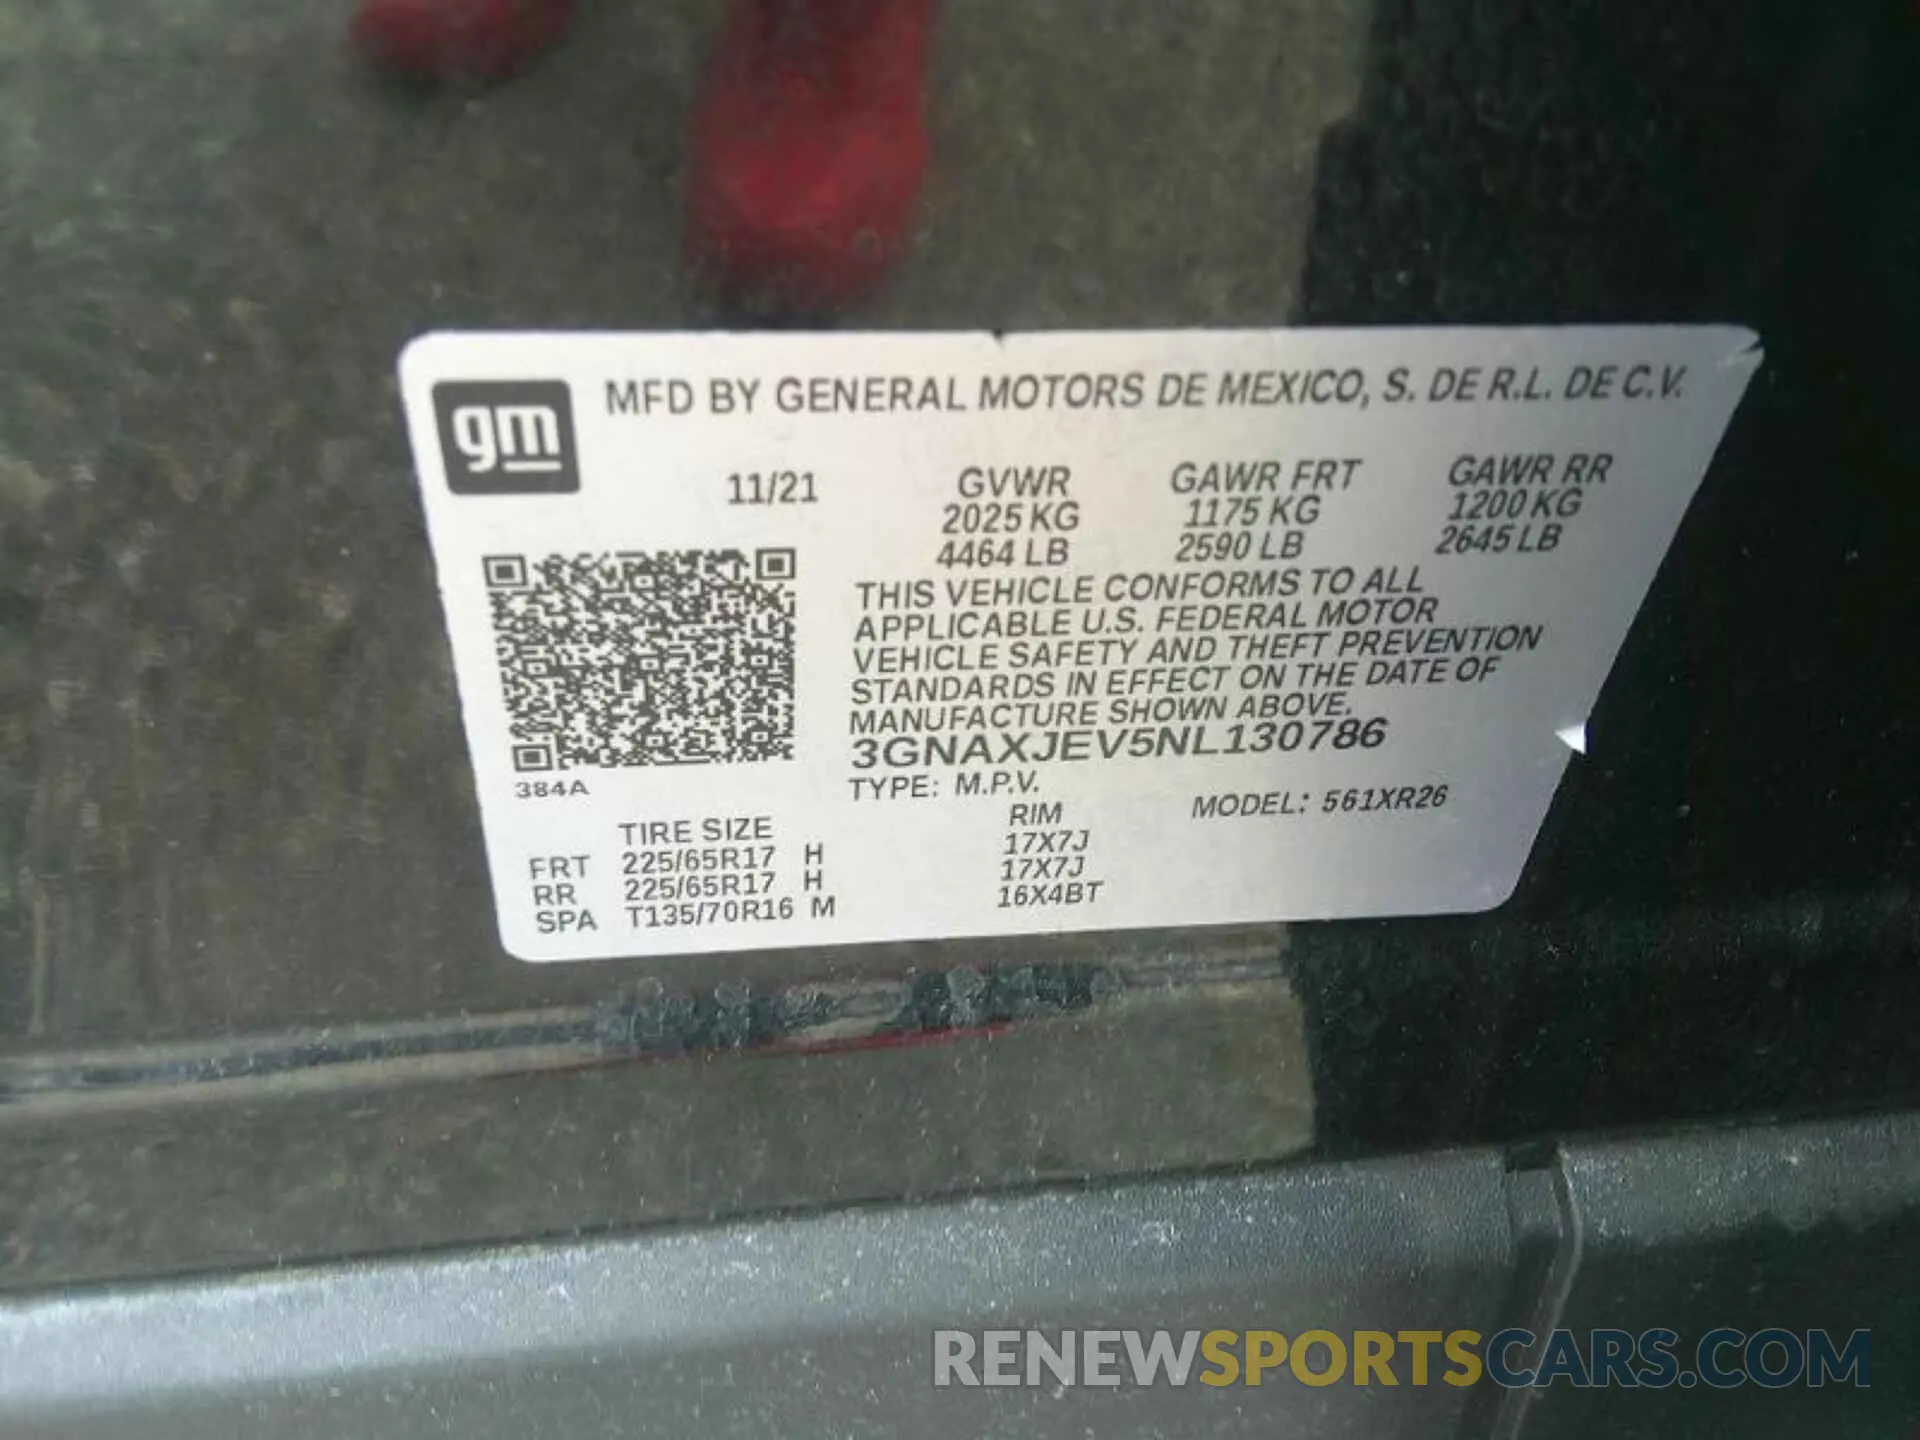 gm MFD BY GENERAL MOTORS DE MEXICO, S. DE R.L. DE C.V.
11/21 GVWR GAWR FRT GAWR RR
2025 KG 1175 KG 1200 KG
4464 LB 2590 LB 2645 LB
THIS VEHICLE CONFORMS TO ALL
APPLICABLE U.S. FEDERAL MOTOR
VEHICLE SAFETY AND THEFT PREVENTION
STANDARDS IN EFFECT ON THE DATE OF
MANUFACTURE SHOWN ABOVE.
3GNAXJEV5NL130786
384A TYPE: M.P.V. MODEL: 561XR26
TIRE SIZE RIM
FRT 225/65R17 H 17X7J
RR 225/65R17 H 17X7J
SPA T135/70R16 M 16X4BT
RENEWSPORTSCARS.COM